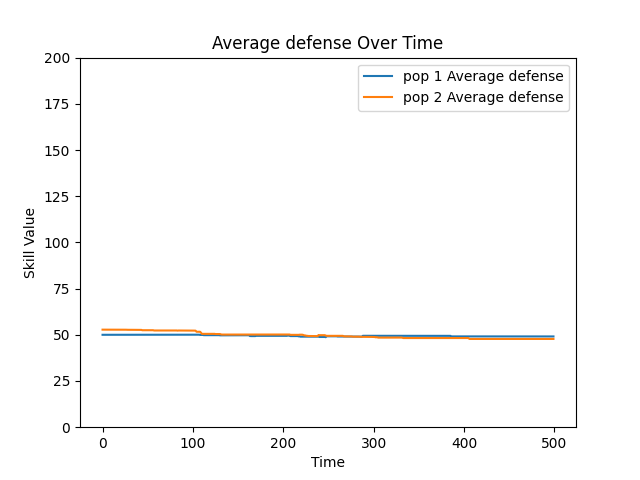 Average defense Over Time
pop 1 Average defense
pop 2 Average defense
200
175
150
125
100
75
50
25
0
Skill Value
0 100 200 300 400 500
Time